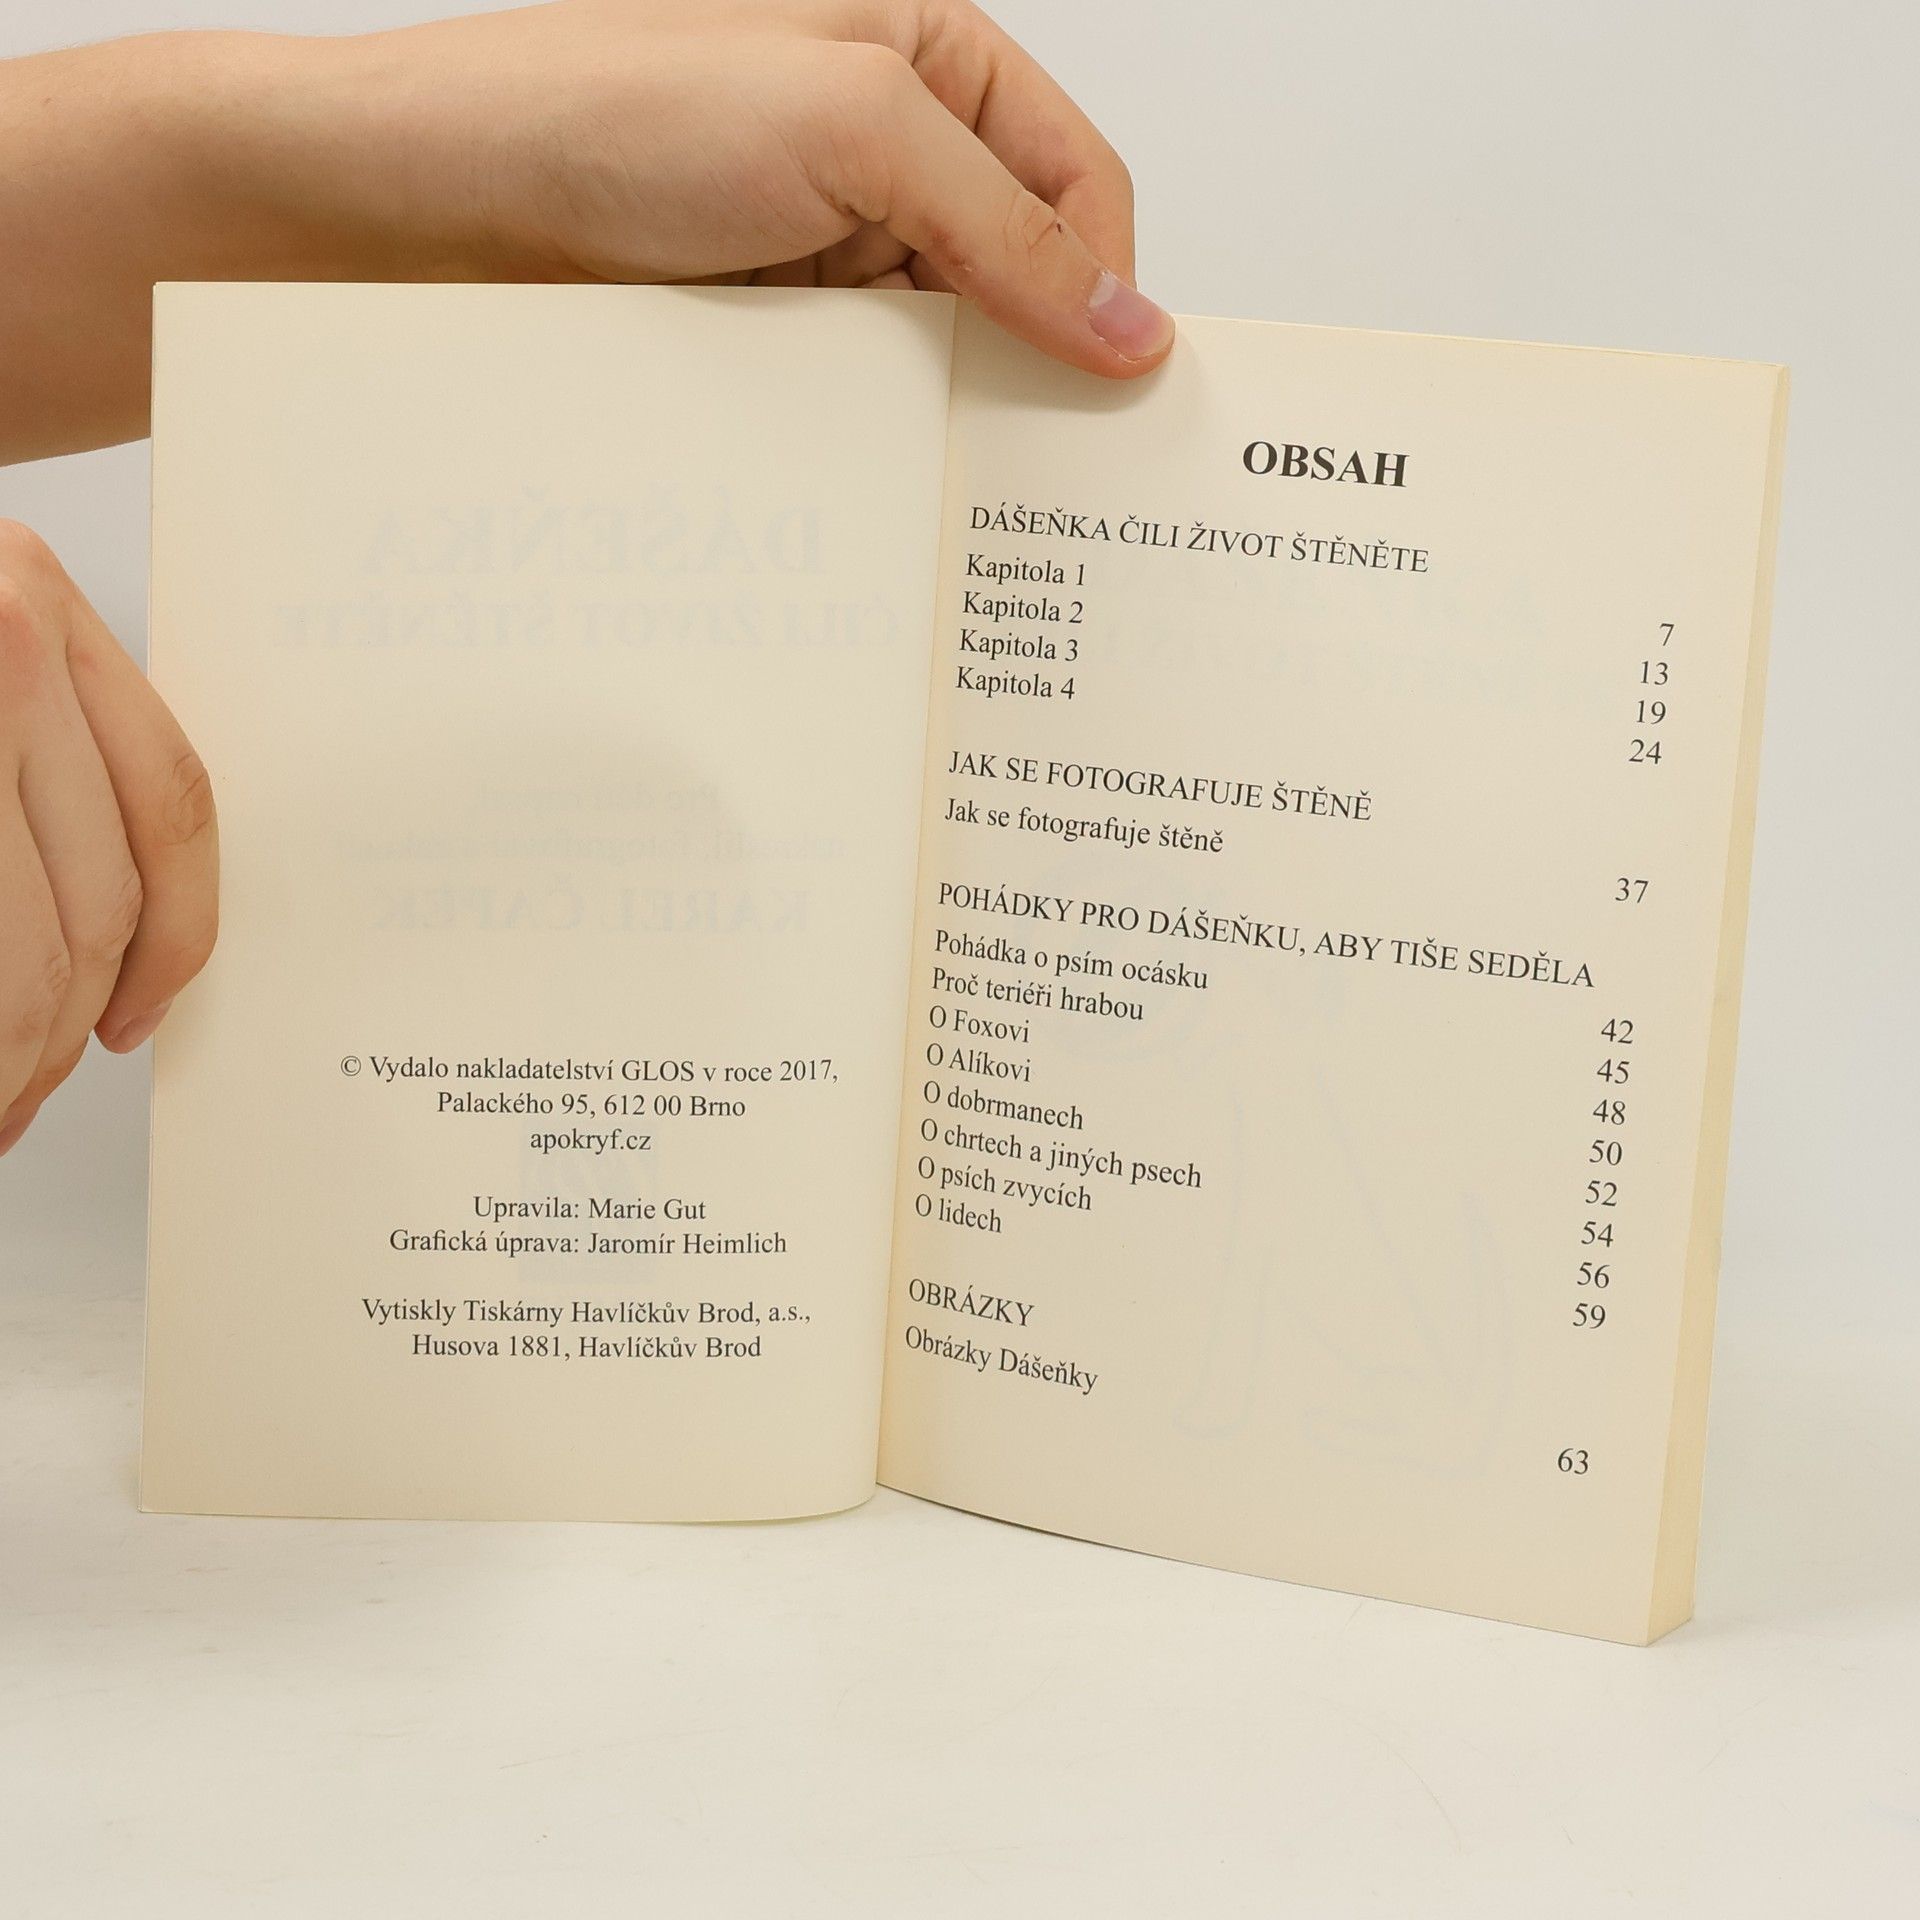 © Vydalo nakladatelství GLOS v roce 2017,
Palackého 95, 612 00 Brno
apokryf.cz
Upravila: Marie Gut
Grafická úprava: Jaromír Heimlich
Vytiskly Tiskárny Havlíčkův Brod, a.s.,
Husova 1881, Havlíčkův Brod
OBSAH
DÁŠEŇKA ČILI ŽIVOT ŠTĚNĚTE
Kapitola 1 7
Kapitola 2 13
Kapitola 3 19
Kapitola 4 24
JAK SE FOTOGRAFUJE ŠTĚNĚ
Jak se fotografuje štěně 37
POHÁDKY PRO DÁŠEŇKU, ABY TIŠE SEDĚLA
Pohádka o psím ocásku 42
Proč teriéři hrabou 45
O Foxovi 48
O Alíkovi 50
O dobrmanech 52
O chrtech a jiných psech 54
O psích zvycích 56
O lidech 59
OBRÁZKY
Obrázky Dášeňky 63